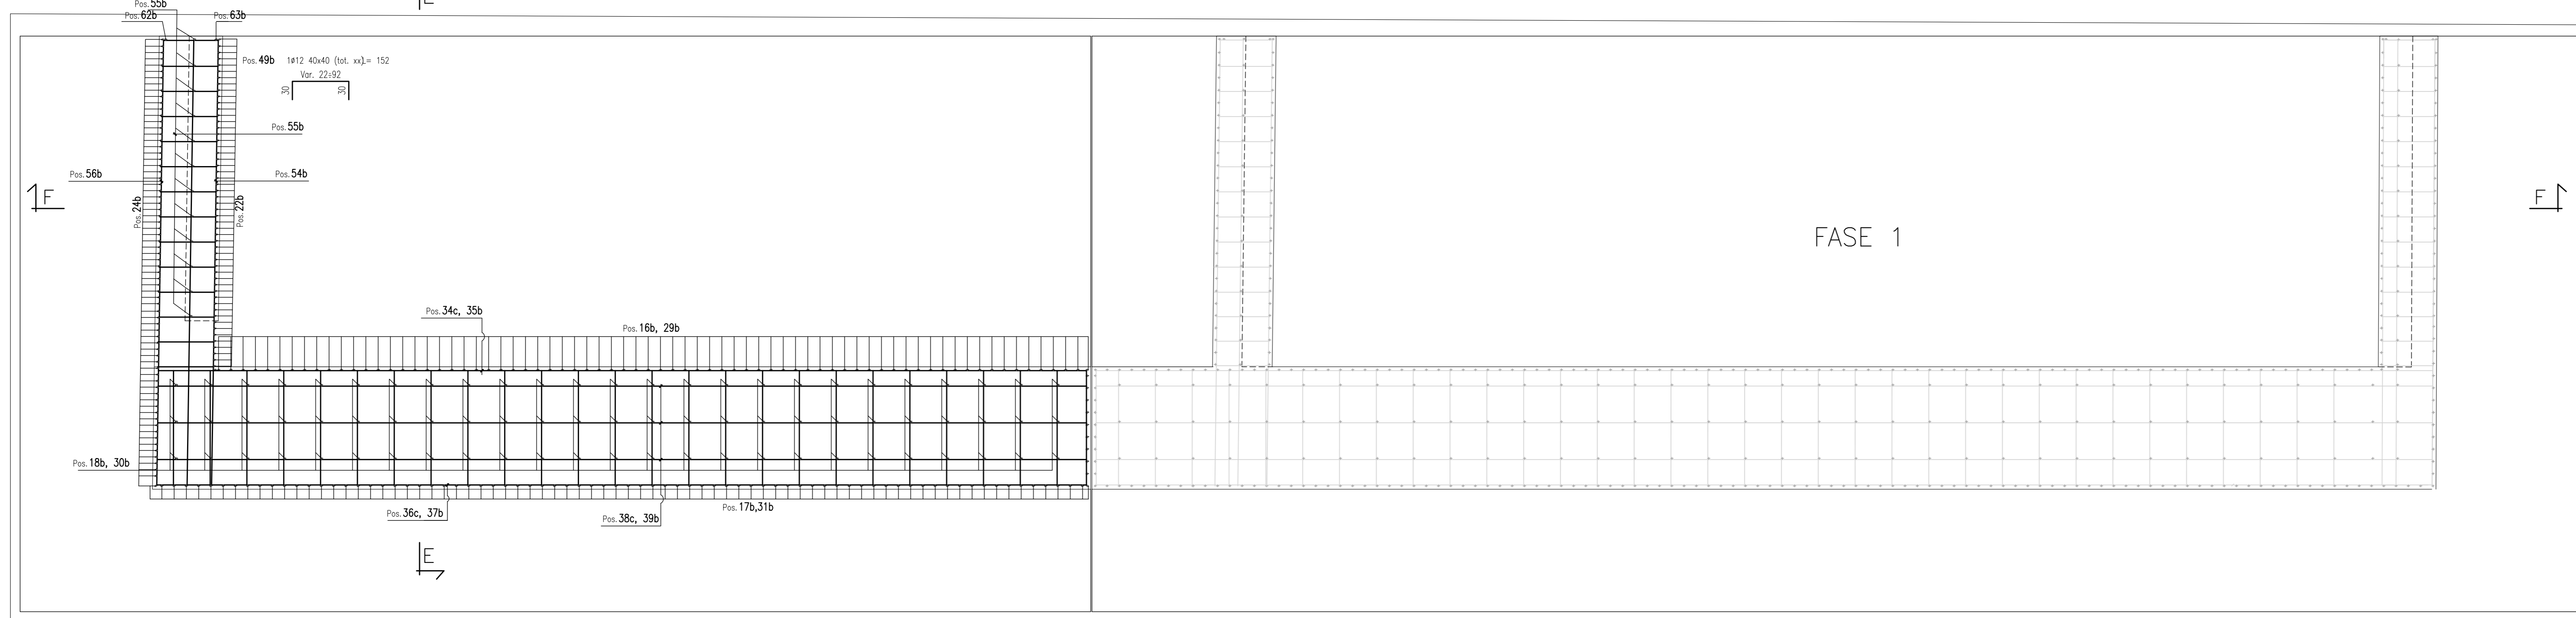 Pos. 55b
E
Pos. 62b
Pos. 63b
Pos. 49b 1ø12 40x40 (tot. xx)L= 152
Var. 22÷92
30
30
Pos. 55b
Pos. 56b
Pos. 54b
F
F
Pos. 24b
Pos. 22b
FASE 1
Pos. 34c, 35b
Pos. 16b, 29b
Pos. 18b, 30b
Pos. 17b,31b
Pos. 36c, 37b
Pos. 38c, 39b
E